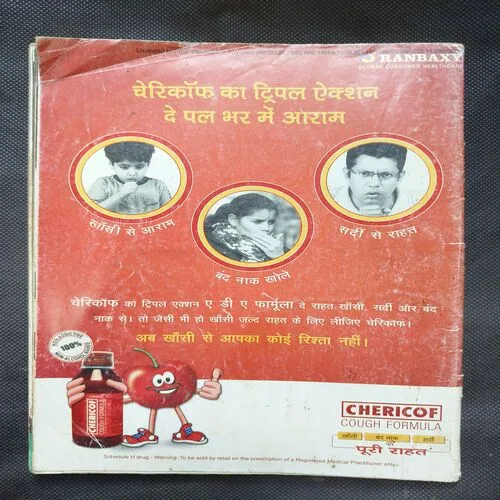 RANBAXY
GLOBAL CONSUMER HEALTHCARE
चेरिकॉफ का ट्रिपल ऐक्शन
दे पल भर में आराम
खाँसी से आराम
बंद नाक खोले
सर्दी से राहत
चेरिकॉफ का ट्रिपल एक्शन ए डी ए फार्मूला दे राहत खाँसी, सर्दी और बंद
नाक से। तो जैसी भी हो खाँसी जल्द राहत के लिए लीजिए चेरिकॉफ।
अब खाँसी से आपका कोई रिश्ता नहीं।
100%
CHERICOF
COUGH FORMULA
CHERICOF
COUGH FORMULA
खाँसी बंद नाक सर्दी
से
पूरी राहत
Schedule H drug - Warning: To be sold by retail on the prescription of a Registered Medical Practitioner only.